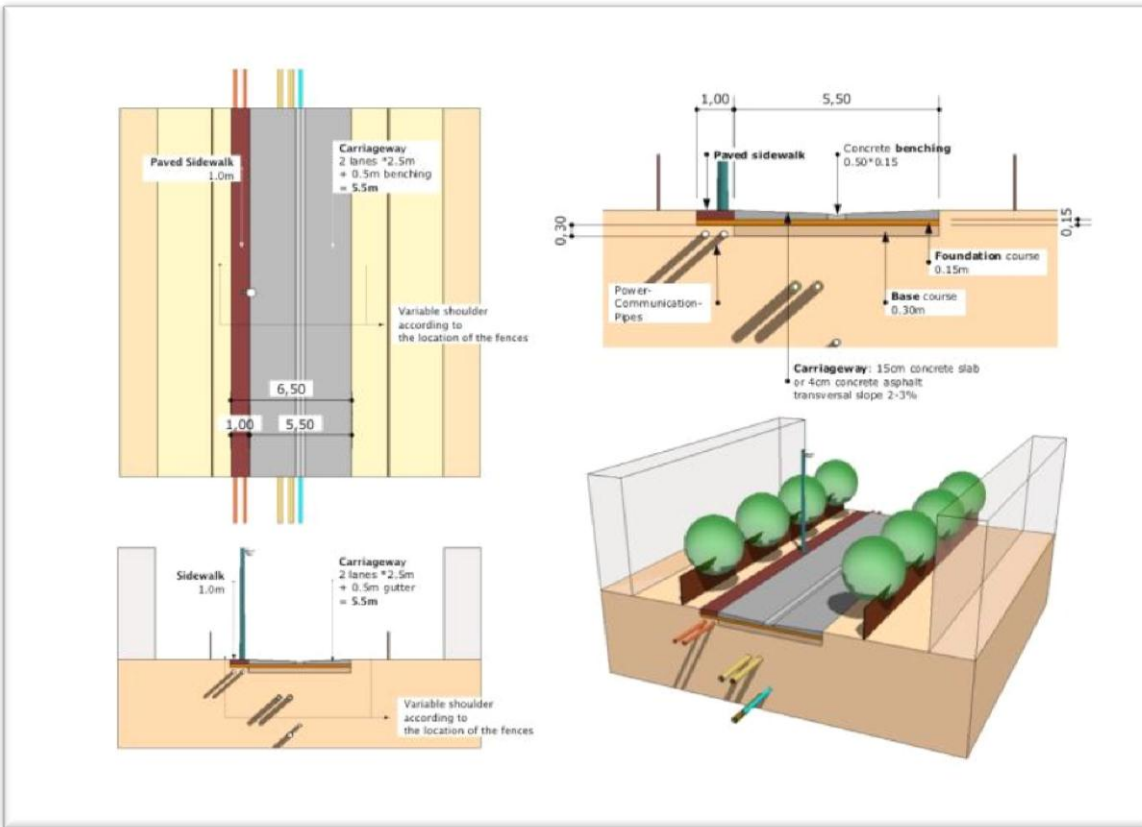 Paved Sidewalk
1.0m
Carriageway
2 lanes *2.5m
+ 0.5m benching
= 5.5m
Variable shoulder
according to
the location of the fences
6,50
1,00
5,50
Sidewalk
1.0m
Carriageway
2 lanes *2.5m
+ 0.5m gutter
= 5.5m
Variable shoulder
according to
the location of the fences
1,00
5,50
Paved sidewalk
Concrete benching
0.50*0.15
0,30
0,15
Foundation course
0.15m
Power-
Communication-
Pipes
Base course
0.30m
Carriageway: 15cm concrete slab
or 4cm concrete asphalt
transversal slope 2-3%